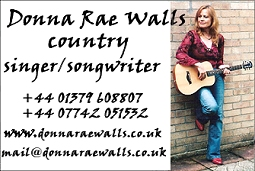 Donna Rae Walls
country
singer/songwriter
+44 01379 608807
+44 07742 051532
www.donnaraewalls.co.uk
mail@donnaraewalls.co.uk